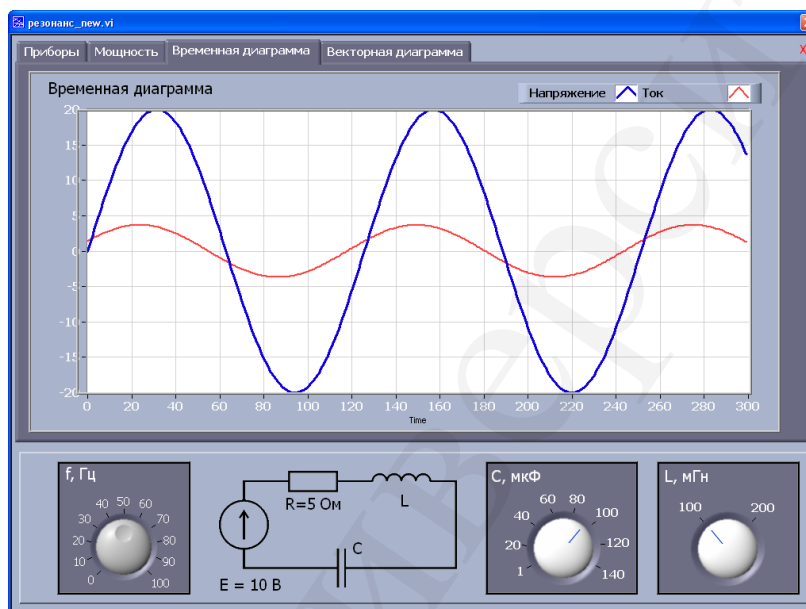 резонанс_new.vi
Приборы Мощность Временная диаграмма Векторная диаграмма
Временная диаграмма
Напряжение Ток
20
15
10
5
0
-5
-10
-15
-20
0 20 40 60 80 100 120 140 160 180 200 220 240 260 280 300
Time
f, Гц
0 10 20 30 40 50 60 70 80 90 100
R=5 Ом
L
C
E = 10 В
C, мкФ
1 20 40 60 80 100 120 140
L, мГн
100 200